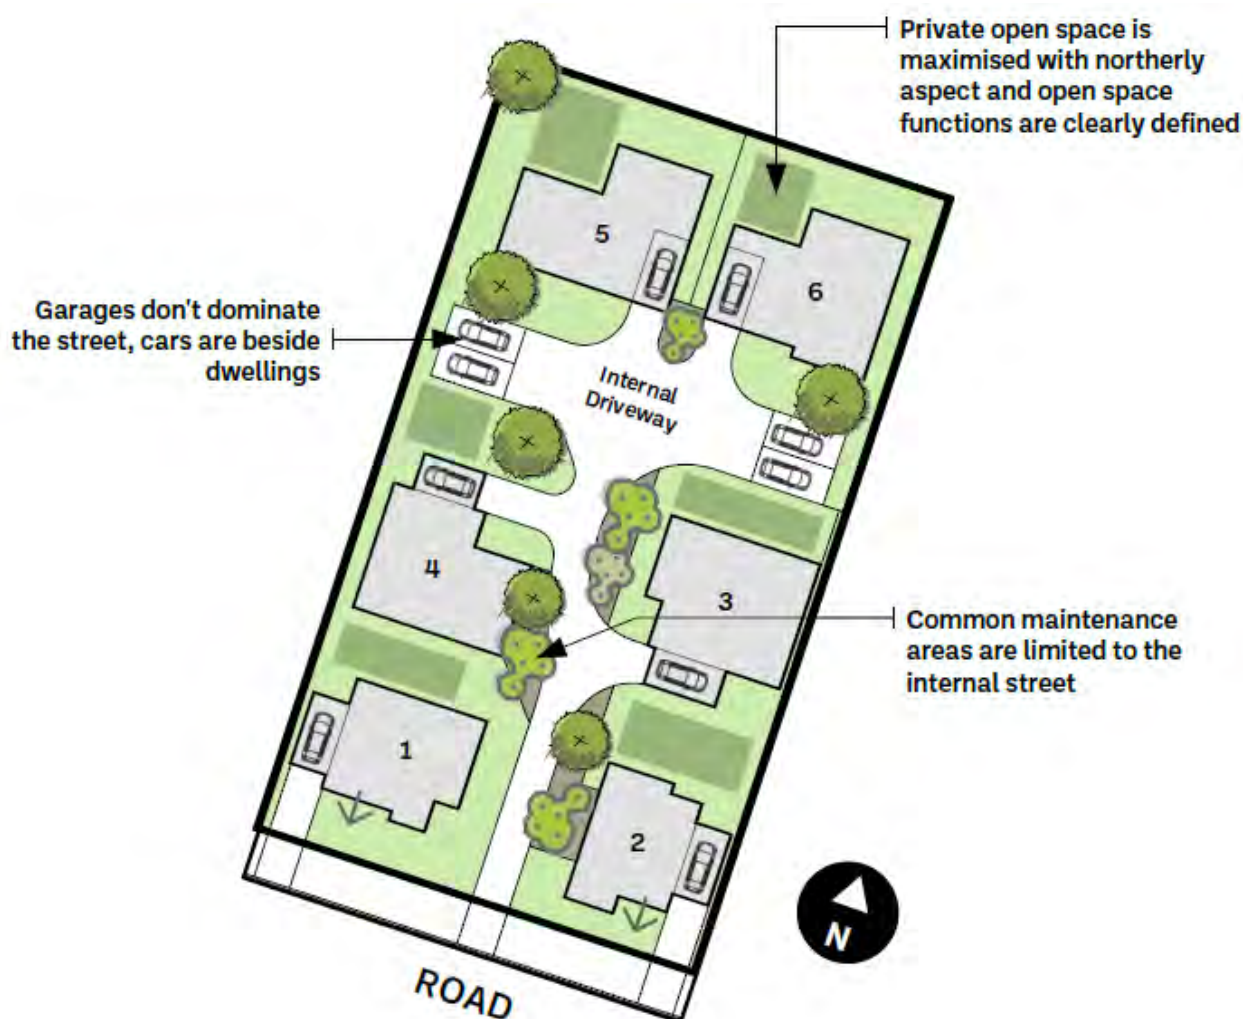 Private open space is
maximised with northerly
aspect and open space
functions are clearly defined
5
6
Garages don't dominate
the street, cars are beside
dwellings
Internal
Driveway
4
3
Common maintenance
areas are limited to the
internal street
1
2
N
ROAD